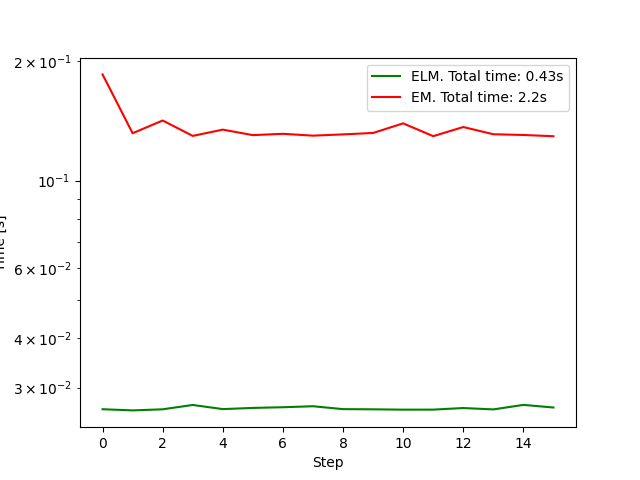 ELM. Total time: 0.43s
EM. Total time: 2.2s
2 × 10⁻¹
10⁻¹
6 × 10⁻²
4 × 10⁻²
3 × 10⁻²
[s]
0 2 4 6 8 10 12 14
Step